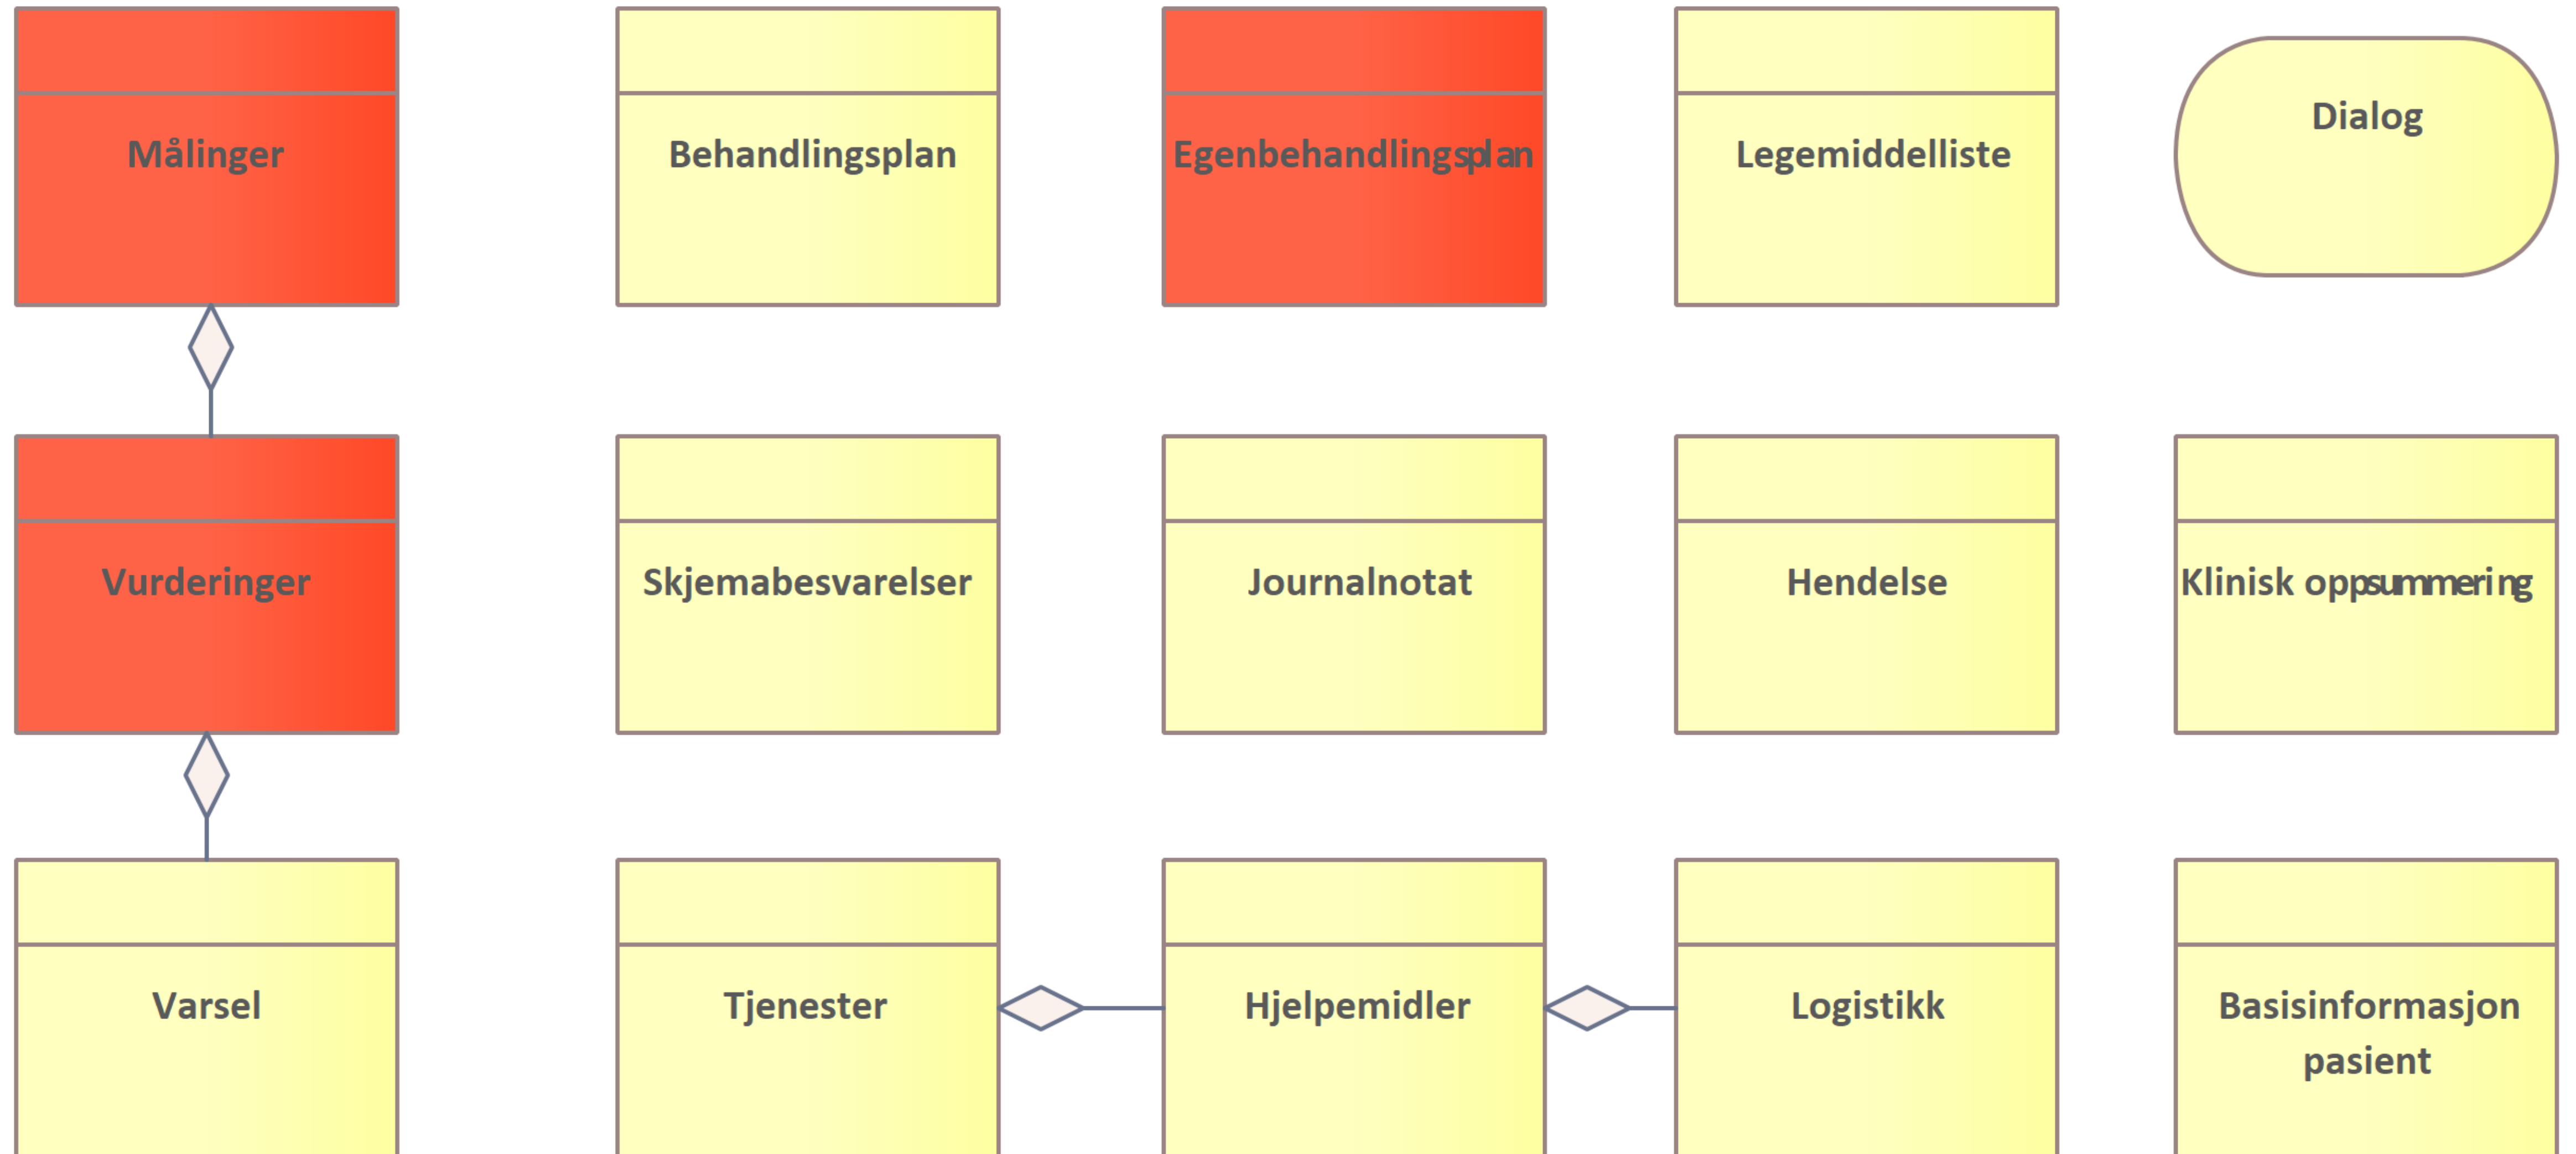 Målinger
Behandlingsplan
Egenbehandlingsplan
Legemiddelliste
Dialog
Vurderinger
Skjemabesvarelser
Journalnotat
Hendelse
Klinisk oppsummering
Varsel
Tjenester
Hjelpemidler
Logistikk
Basisinformasjon
pasient